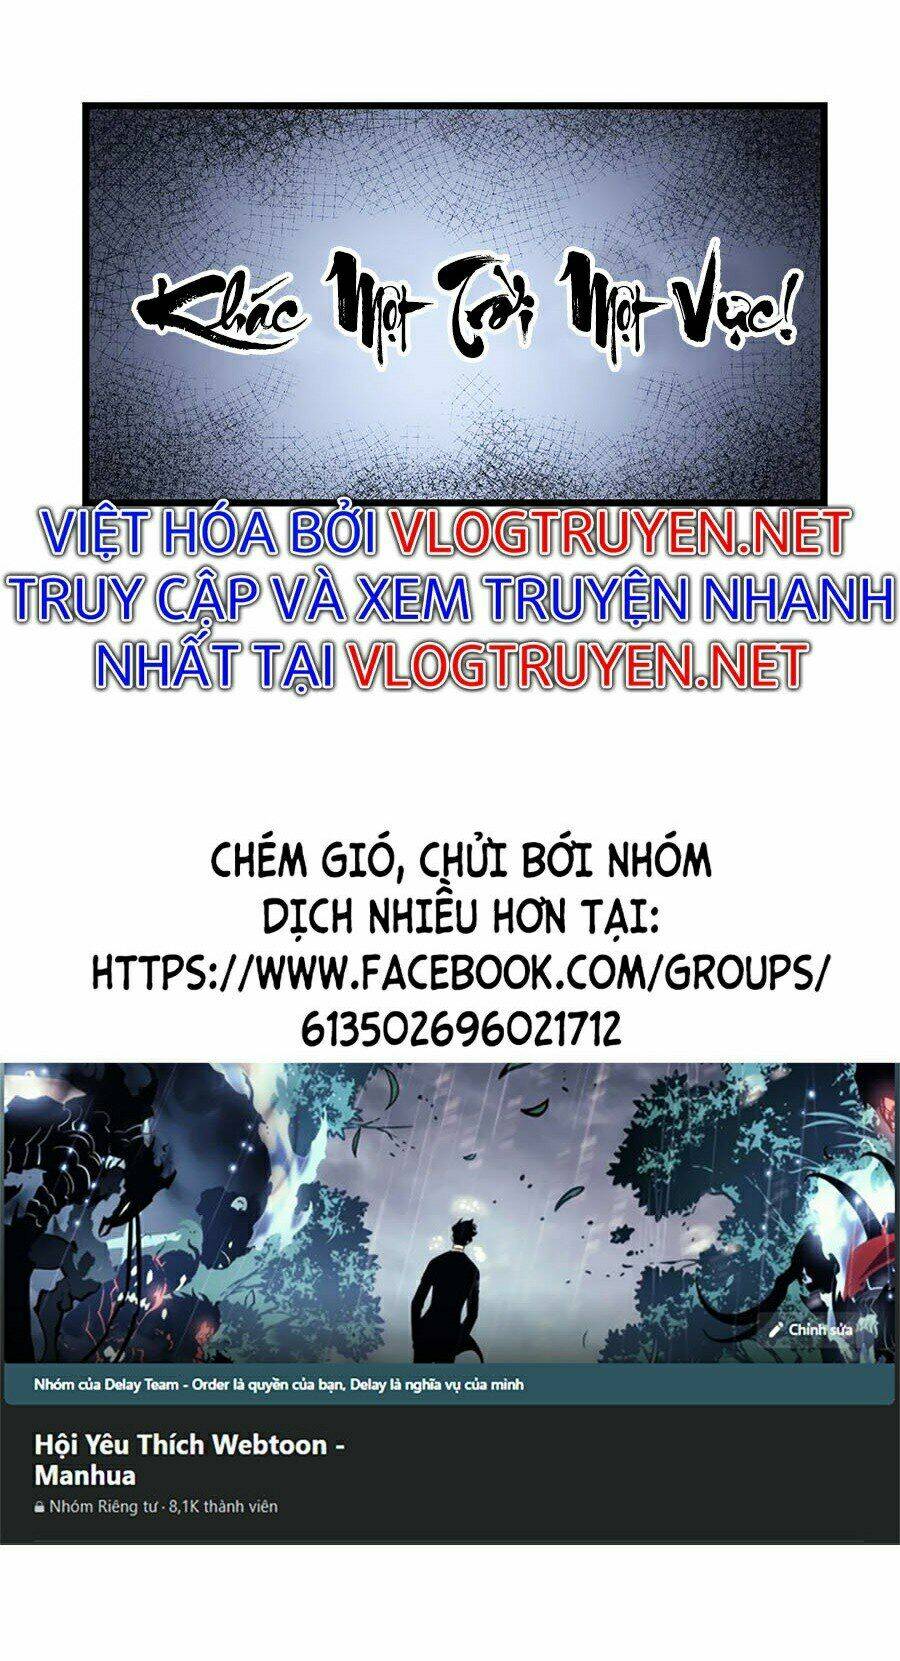 Khác Một Trời Một Vực!
VIỆT HÓA BỞI VLOGTRUYEN.NET
TRUY CẬP VÀ XEM TRUYỆN NHANH
NHẤT TẠI VLOGTRUYEN.NET
CHÉM GIÓ, CHỬI BỚI NHÓM
DỊCH NHIỀU HƠN TẠI:
HTTPS://WWW.FACEBOOK.COM/GROUPS/
613502696021712
Chỉnh sửa
Nhóm của Delay Team - Order là quyền của bạn, Delay là nghĩa vụ của mình
Hội Yêu Thích Webtoon -
Manhua
Nhóm Riêng tư · 8,1K thành viên